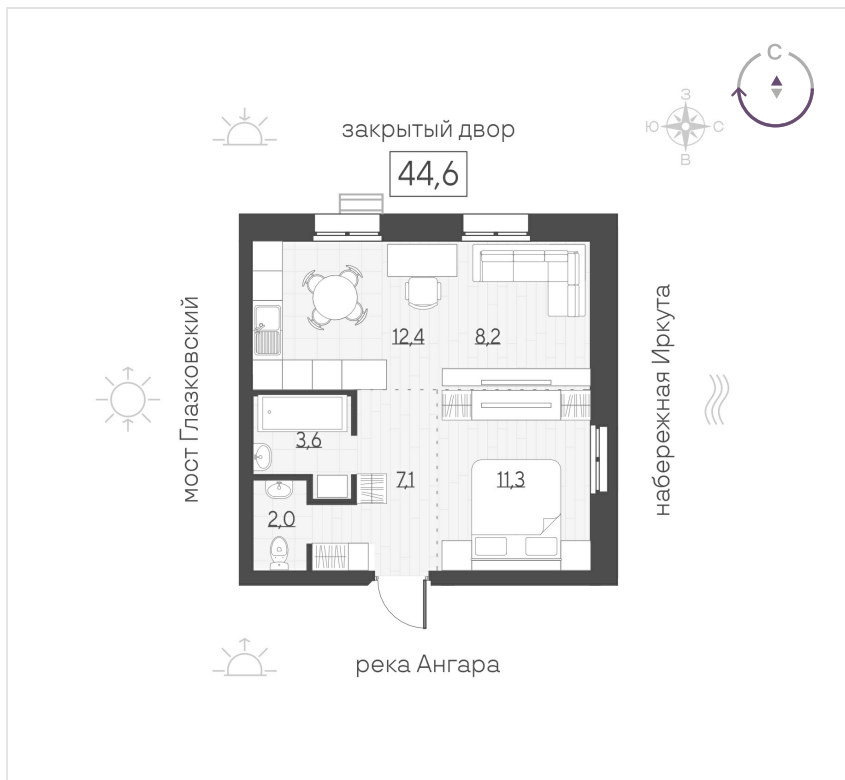 С
З
Ю
С
В
закрытый двор
44,6
мост Глазковский
набережная Иркута
12,4
8,2
3,6
7,1
11,3
2,0
река Ангара